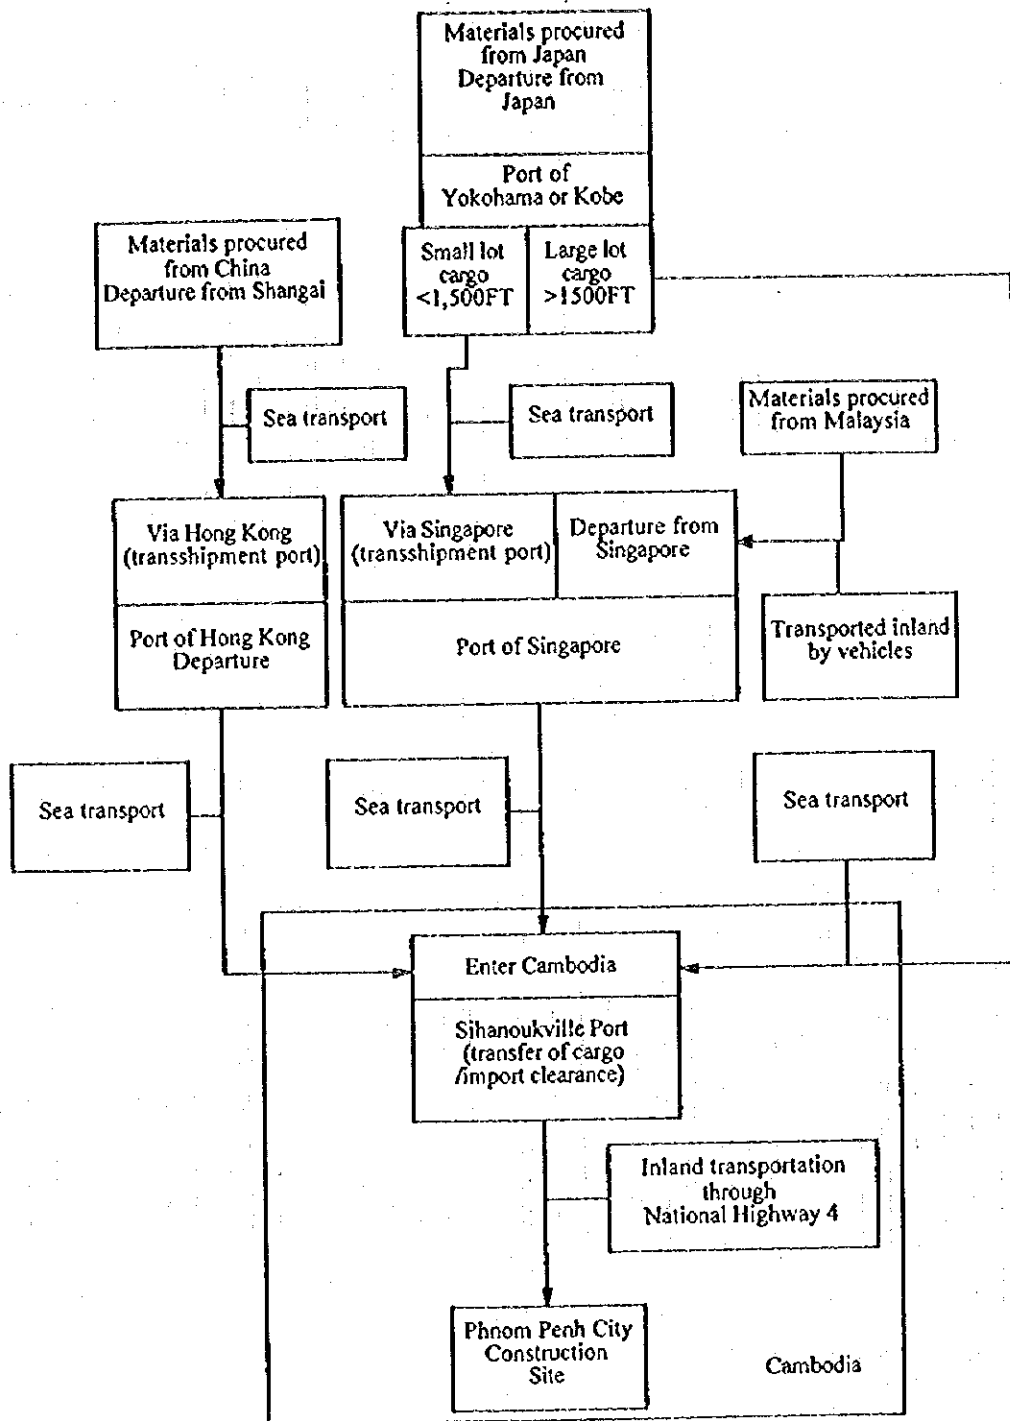 Materials procured
from Japan
Departure from
Japan
Port of
Yokohama or Kobe
Small lot
cargo
<1,500FT
Large lot
cargo
>1500FT
Materials procured
from China
Departure from Shangai
Sea transport
Sea transport
Materials procured
from Malaysia
Via Hong Kong
(transshipment port)
Port of Hong Kong
Departure
Via Singapore
(transshipment port)
Departure from
Singapore
Port of Singapore
Transported inland
by vehicles
Sea transport
Sea transport
Sea transport
Enter Cambodia
Sihanoukville Port
(transfer of cargo
/import clearance)
Inland transportation
through
National Highway 4
Phnom Penh City
Construction
Site
Cambodia